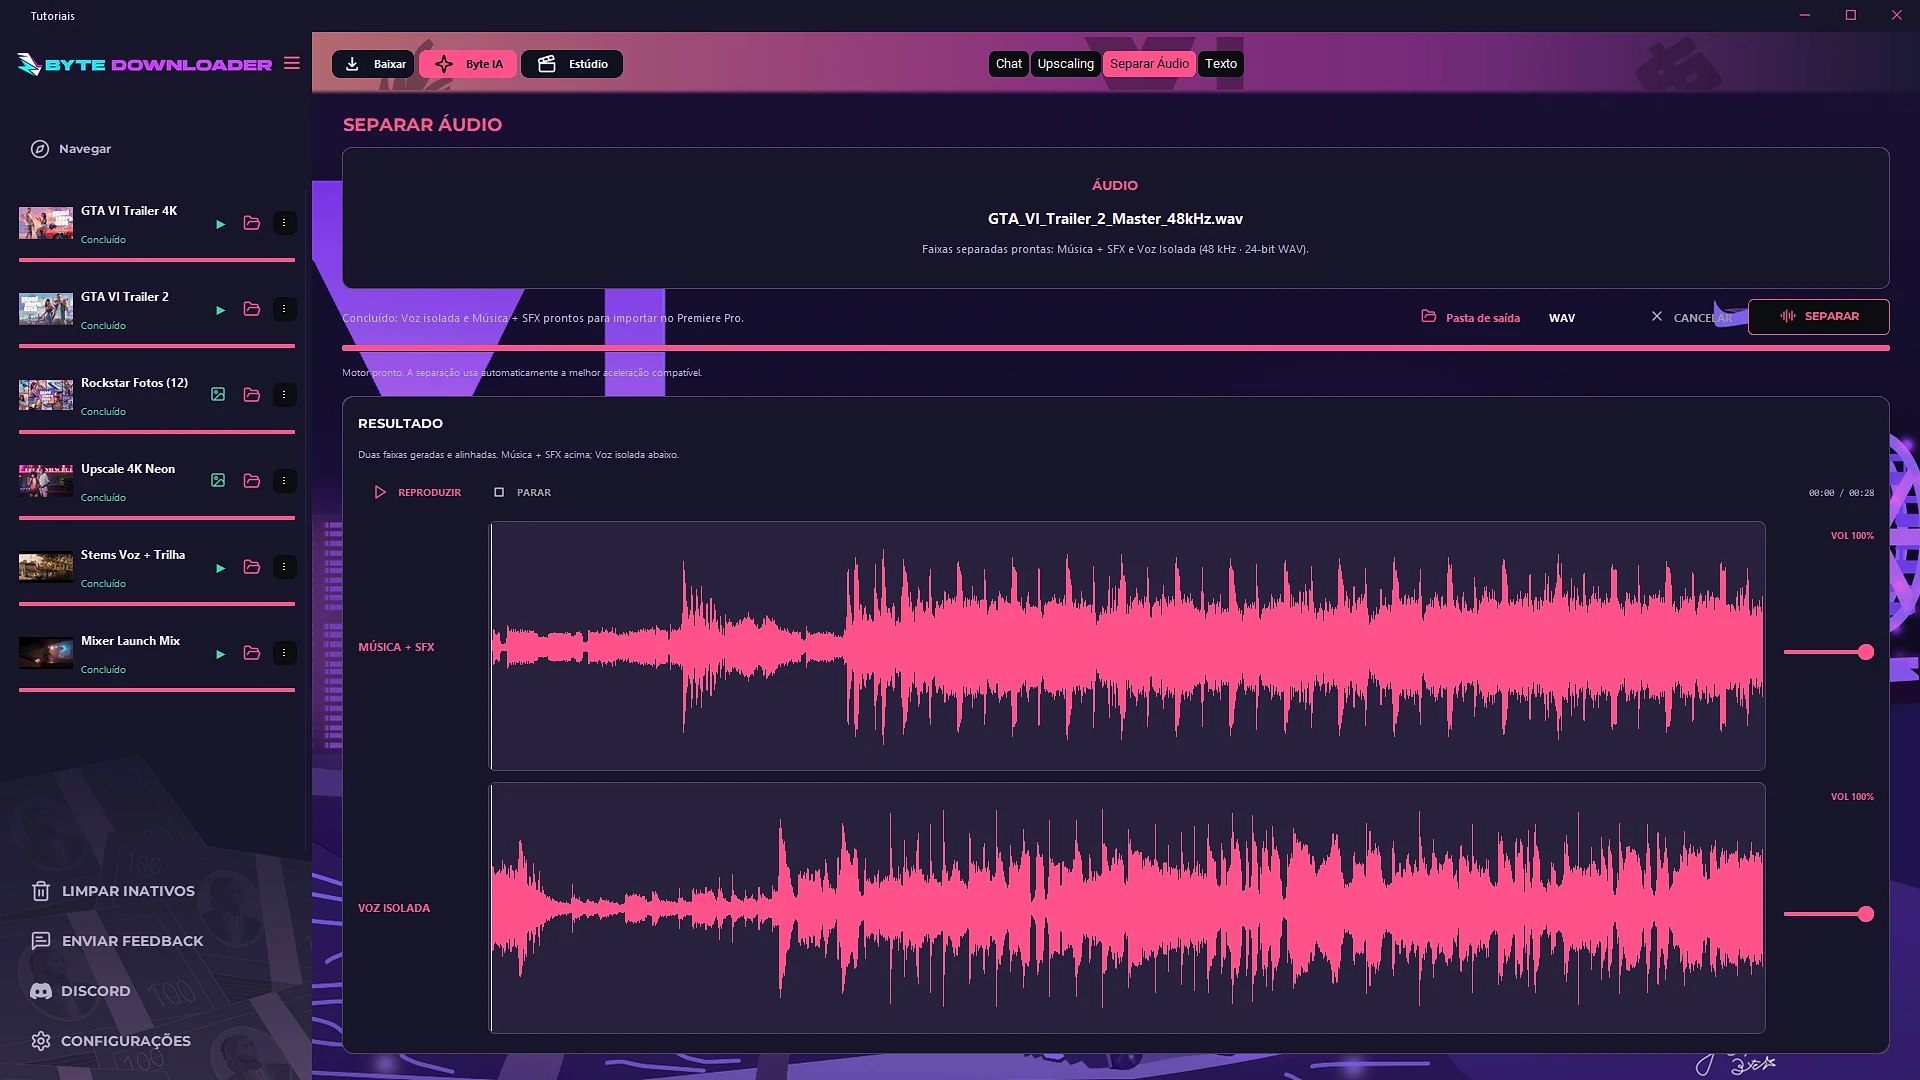 Tutoriais
BYTE DOWNLOADER
Baixar
Byte IA
Estúdio
Chat
Upscaling
Separar Áudio
Texto
Navegar
GTA VI Trailer 4K
Concluído
GTA VI Trailer 2
Concluído
Rockstar Fotos (12)
Concluído
Upscale 4K Neon
Concluído
Stems Voz + Trilha
Concluído
Mixer Launch Mix
Concluído
LIMPAR INATIVOS
ENVIAR FEEDBACK
DISCORD
CONFIGURAÇÕES
SEPARAR ÁUDIO
ÁUDIO
GTA_VI_Trailer_2_Master_48kHz.wav
Faixas separadas prontas: Música + SFX e Voz Isolada (48 kHz · 24-bit WAV).
Concluído: Voz isolada e Música + SFX prontos para importar no Premiere Pro.
Pasta de saída
WAV
CANCELAR
SEPARAR
Motor pronto. A separação usa automaticamente a melhor aceleração compatível.
RESULTADO
Duas faixas geradas e alinhadas. Música + SFX acima; Voz isolada abaixo.
REPRODUZIR
PARAR
00:00 / 00:28
VOL 100%
MÚSICA + SFX
VOL 100%
VOZ ISOLADA